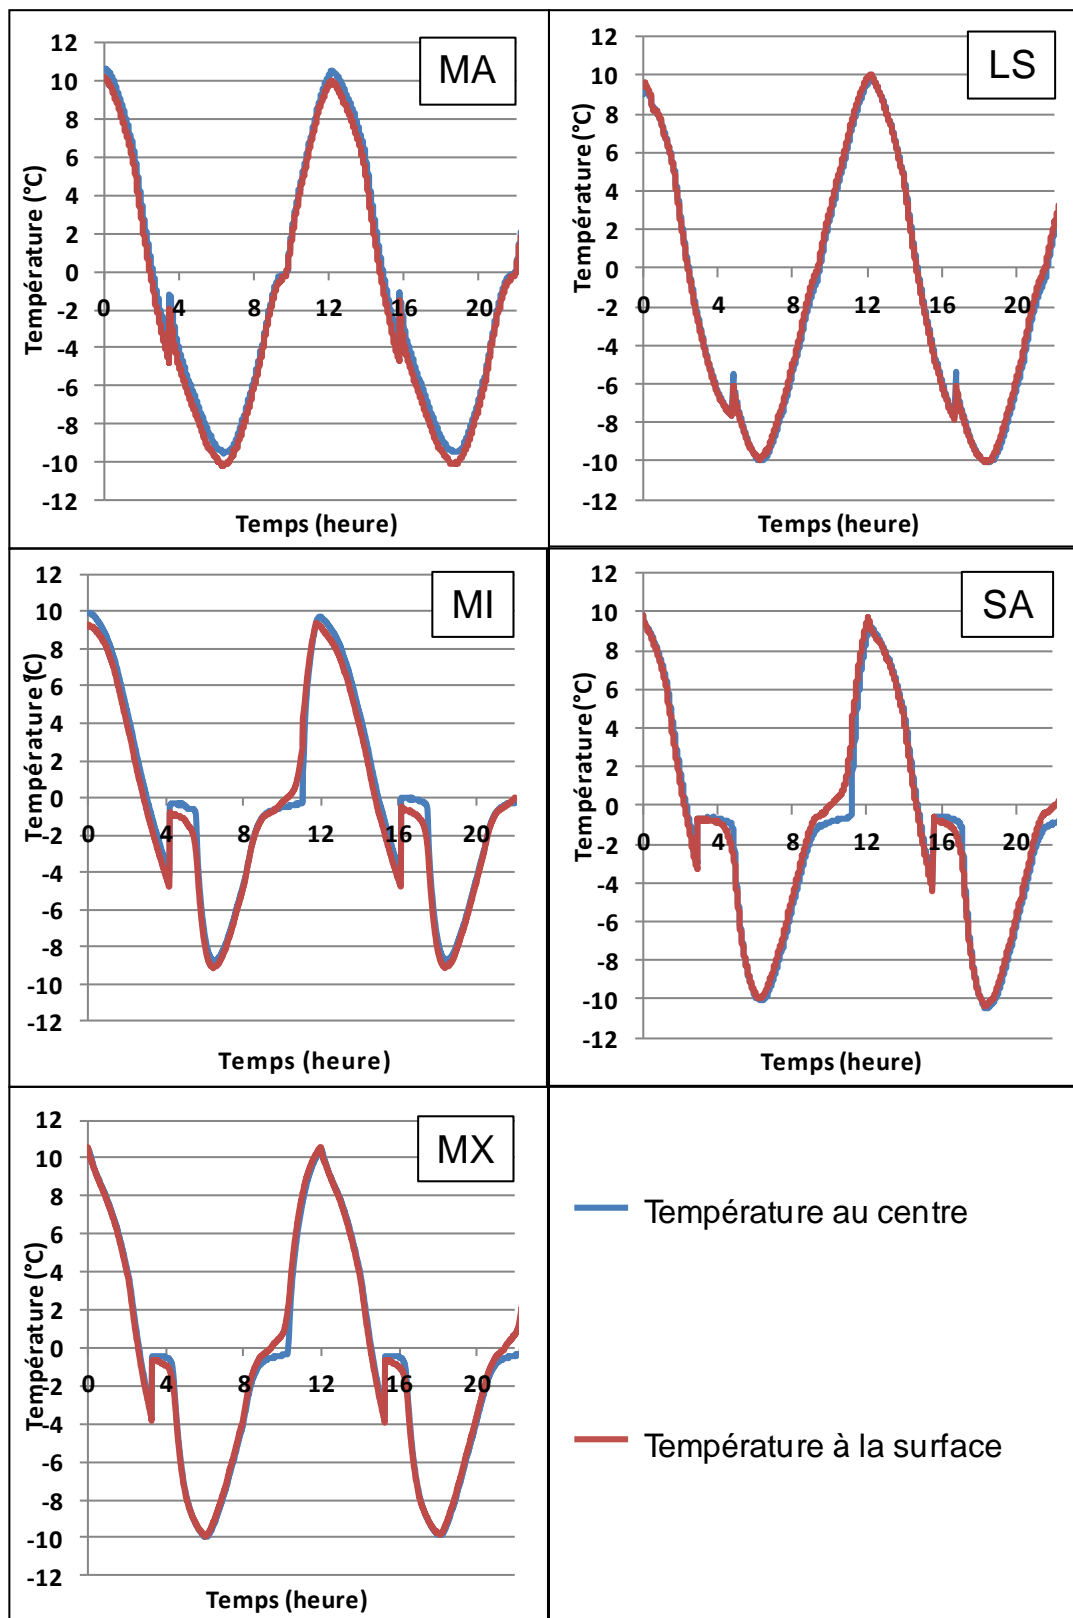 MA
Température (°C)
12
10
8
6
4
2
0
-2
-4
-6
-8
-10
-12
0 4 8 12 16 20
Temps (heure)
LS
Température (°C)
12
10
8
6
4
2
0
-2
-4
-6
-8
-10
-12
0 4 8 12 16 20
Temps (heure)
MI
Température (°C)
12
10
8
6
4
2
0
-2
-4
-6
-8
-10
-12
0 4 8 12 16 20
Temps (heure)
SA
Température (°C)
12
10
8
6
4
2
0
-2
-4
-6
-8
-10
-12
0 4 8 12 16 20
Temps (heure)
MX
Température (°C)
12
10
8
6
4
2
0
-2
-4
-6
-8
-10
-12
0 4 8 12 16 20
Temps (heure)
Température au centre
Température à la surface